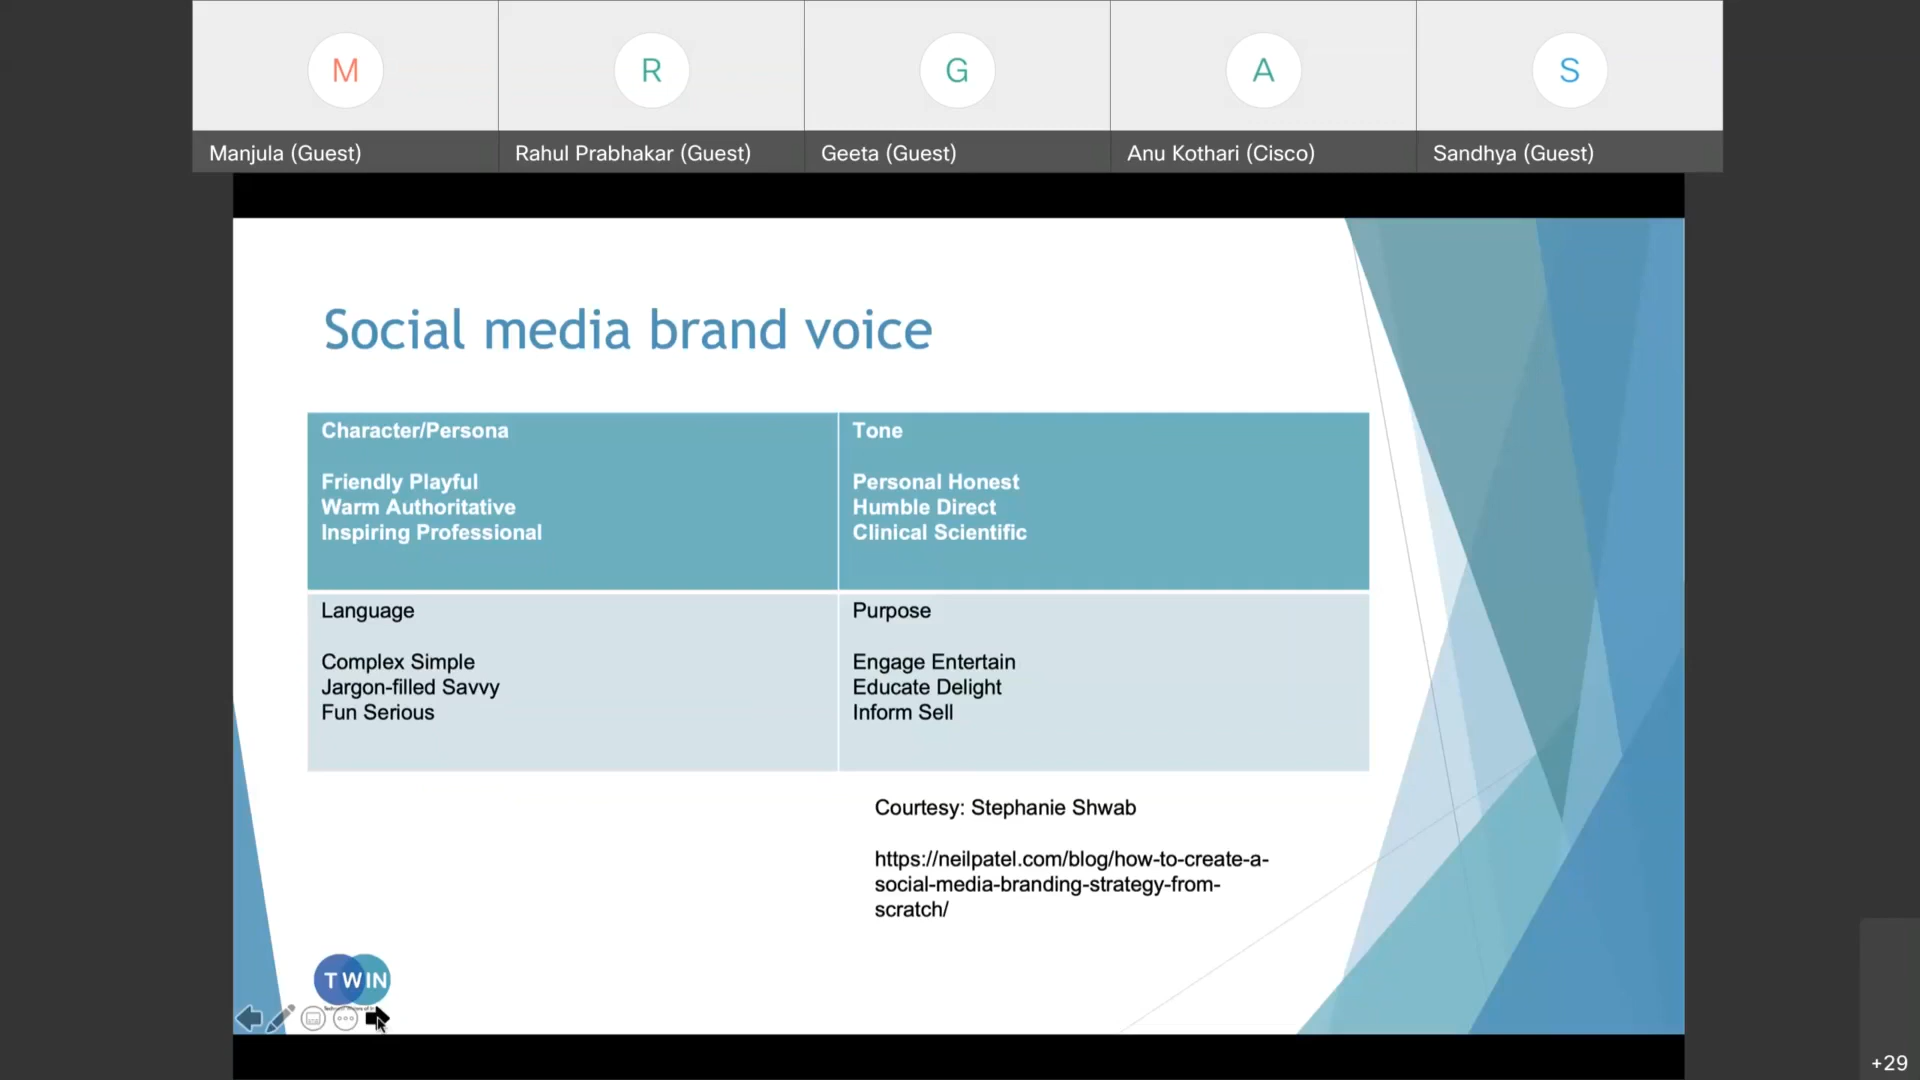 M
R
G
A
S
Manjula (Guest)
Rahul Prabhakar (Guest)
Geeta (Guest)
Anu Kothari (Cisco)
Sandhya (Guest)
Social media brand voice
Character/Persona
Friendly Playful
Warm Authoritative
Inspiring Professional
Tone
Personal Honest
Humble Direct
Clinical Scientific
Language
Complex Simple
Jargon-filled Savvy
Fun Serious
Purpose
Engage Entertain
Educate Delight
Inform Sell
Courtesy: Stephanie Shwab
https://neilpatel.com/blog/how-to-create-a-
social-media-branding-strategy-from-
scratch/
TWIN
+29